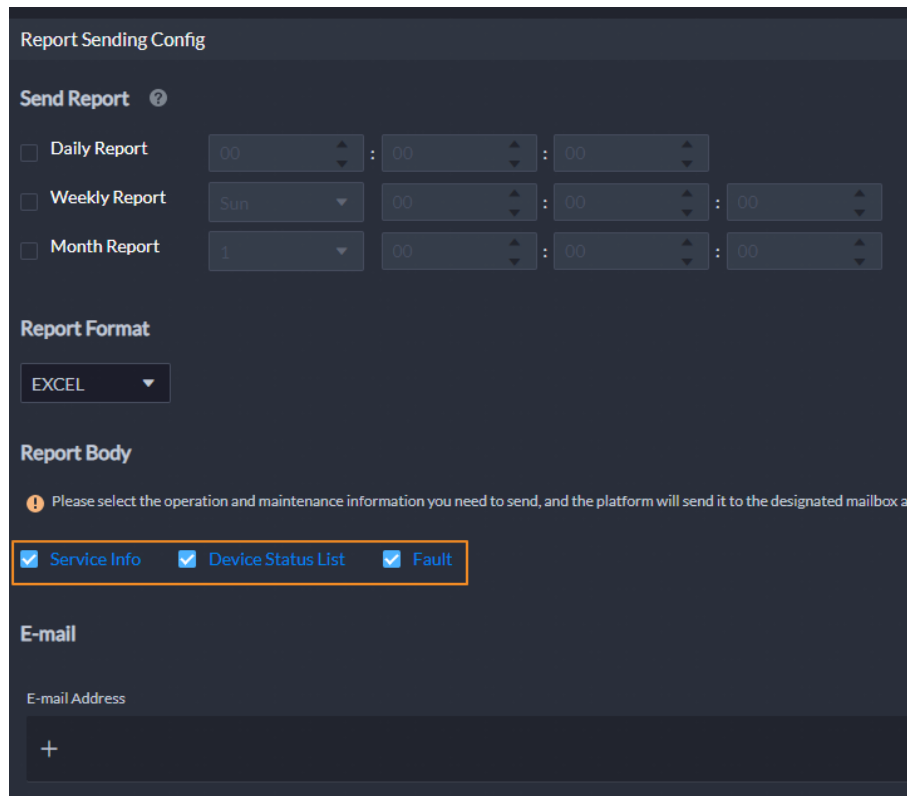 Report Sending Config
Send Report ?
Daily Report 00 : 00 : 00
Weekly Report Sun 00 : 00 : 00
Month Report 1 00 : 00 : 00
Report Format
EXCEL
Report Body
! Please select the operation and maintenance information you need to send, and the platform will send it to the designated mailbox a
Service Info Device Status List Fault
E-mail
E-mail Address
+